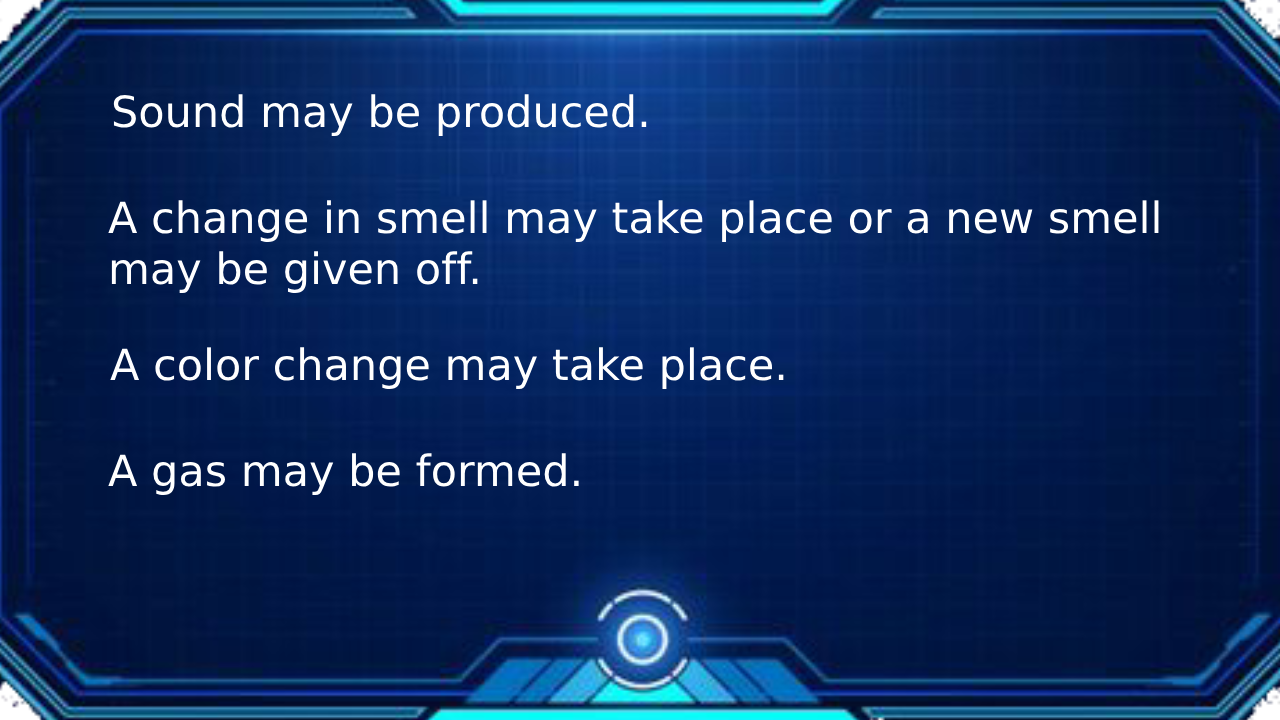 Sound may be produced.
A change in smell may take place or a new smell
may be given off.
A color change may take place.
A gas may be formed.